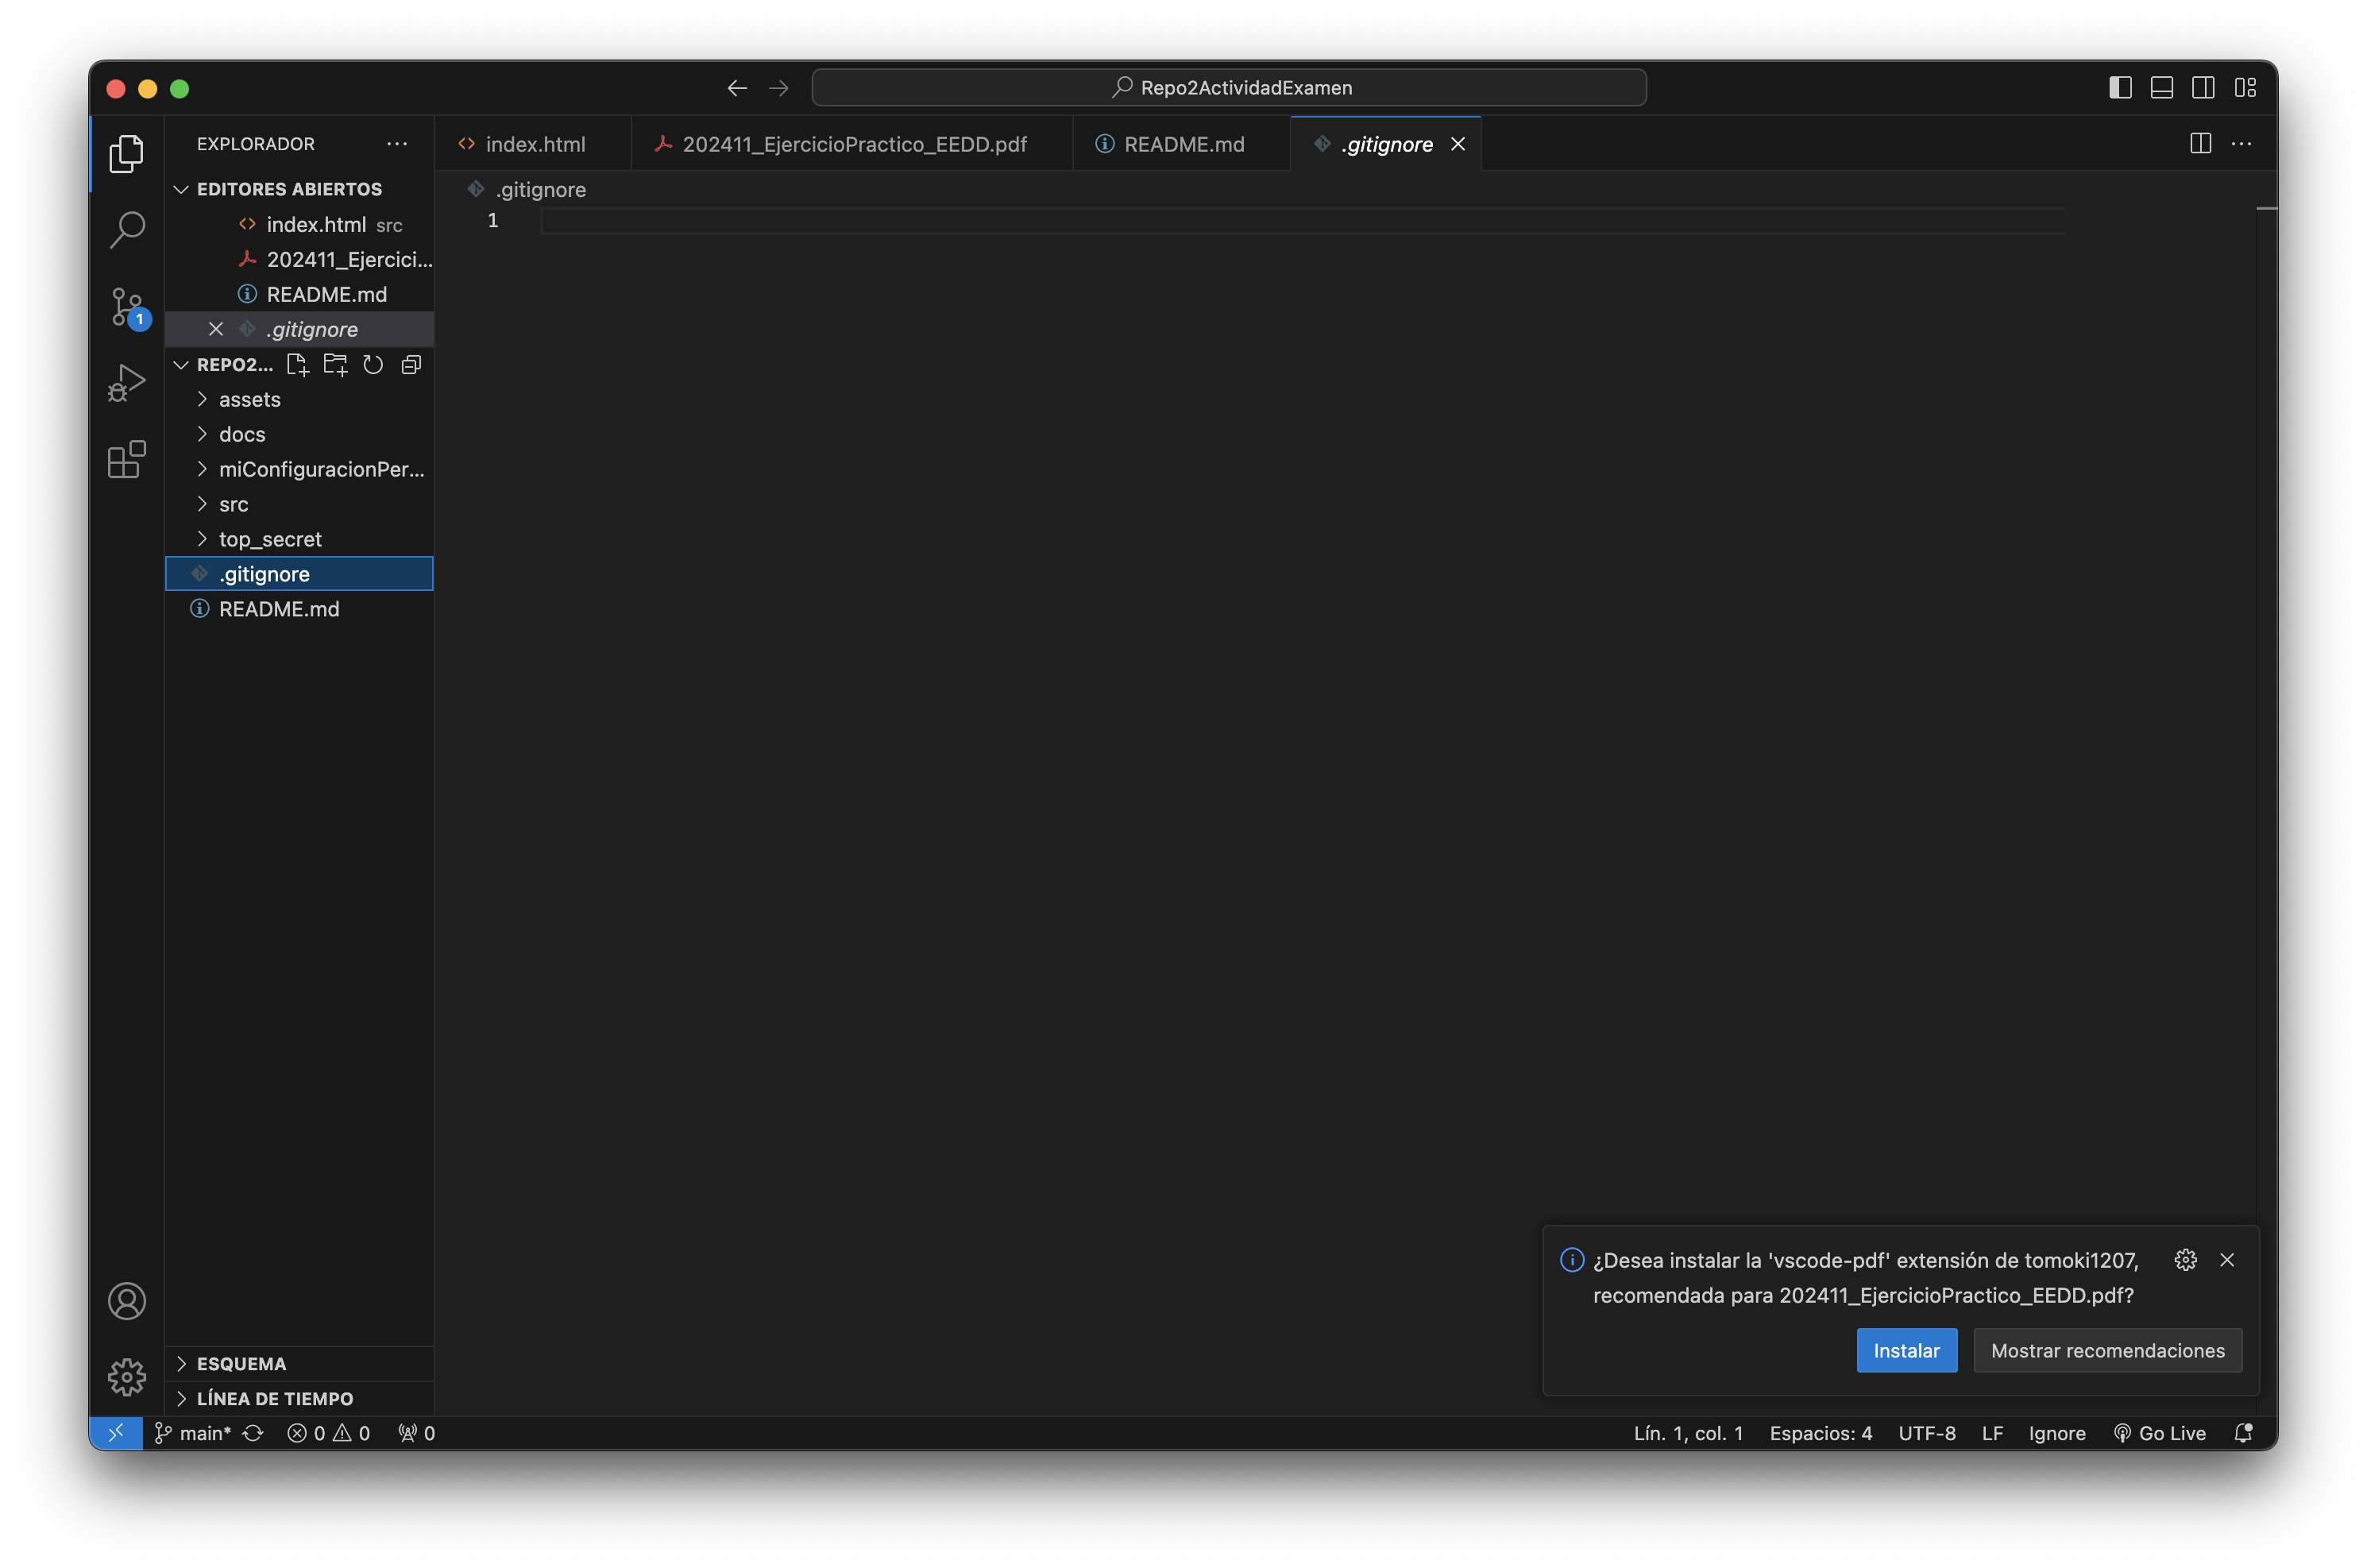 Repo2ActividadExamen
EXPLORADOR
index.html
202411_EjercicioPractico_EEDD.pdf
README.md
.gitignore
EDITORES ABIERTOS
index.html src
202411_Ejercici...
README.md
.gitignore
REPO2...
assets
docs
miConfiguracionPer...
src
top_secret
.gitignore
README.md
.gitignore
1
1
¿Desea instalar la 'vscode-pdf' extensión de tomoki1207,
recomendada para 202411_EjercicioPractico_EEDD.pdf?
Instalar
Mostrar recomendaciones
ESQUEMA
LÍNEA DE TIEMPO
main* 0 0 0
Lín. 1, col. 1 Espacios: 4 UTF-8 LF Ignore Go Live